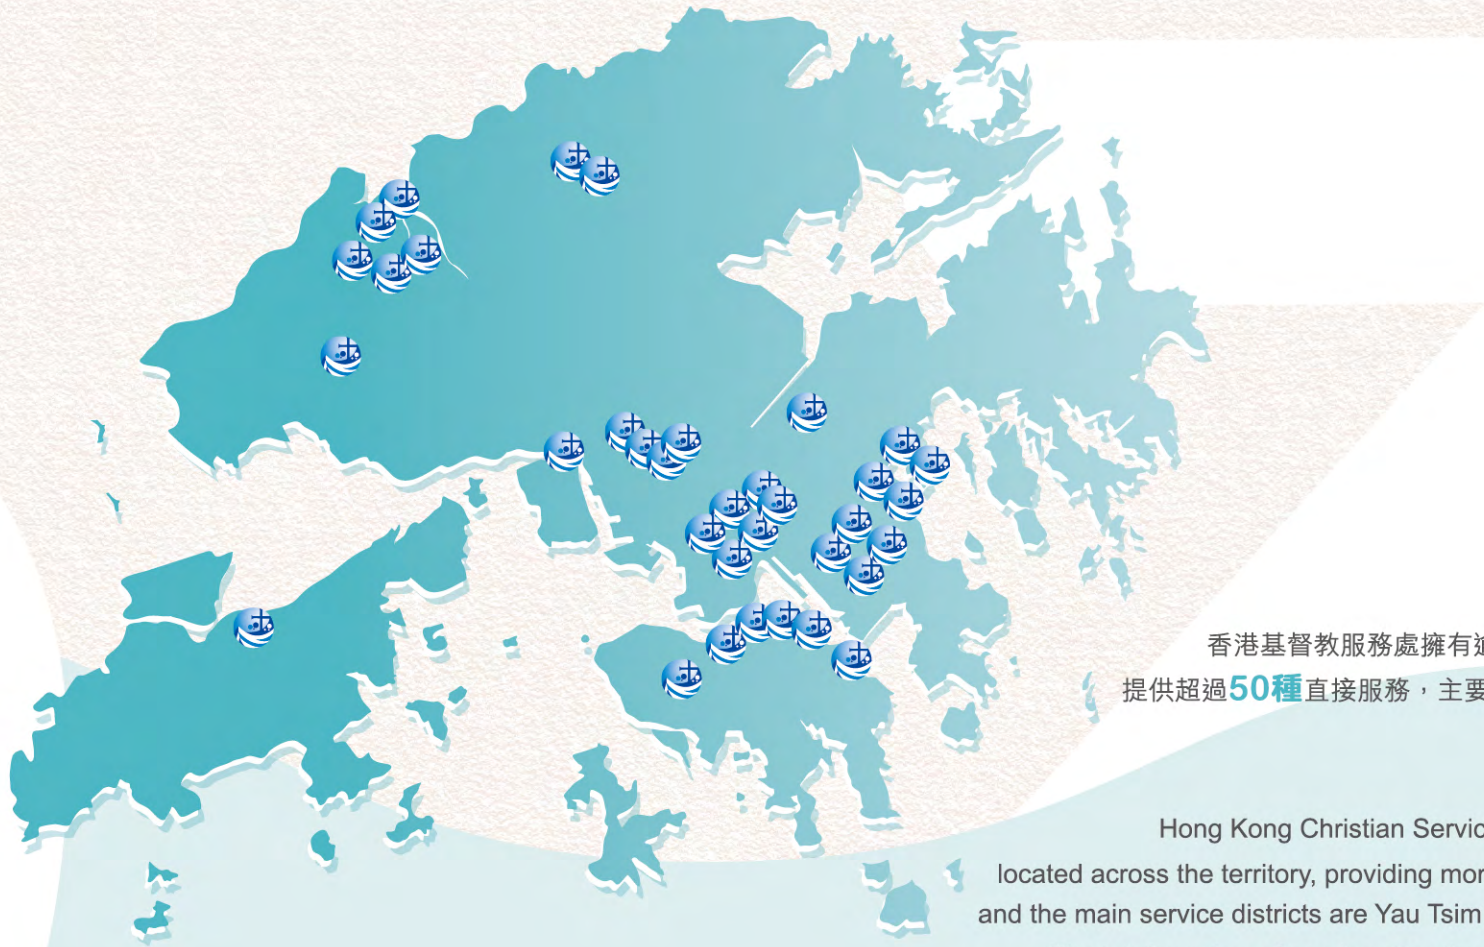 香港基督教服務處擁有逾
提供超過50種直接服務，主要
Hong Kong Christian Servic
located across the territory, providing mor
and the main service districts are Yau Tsim